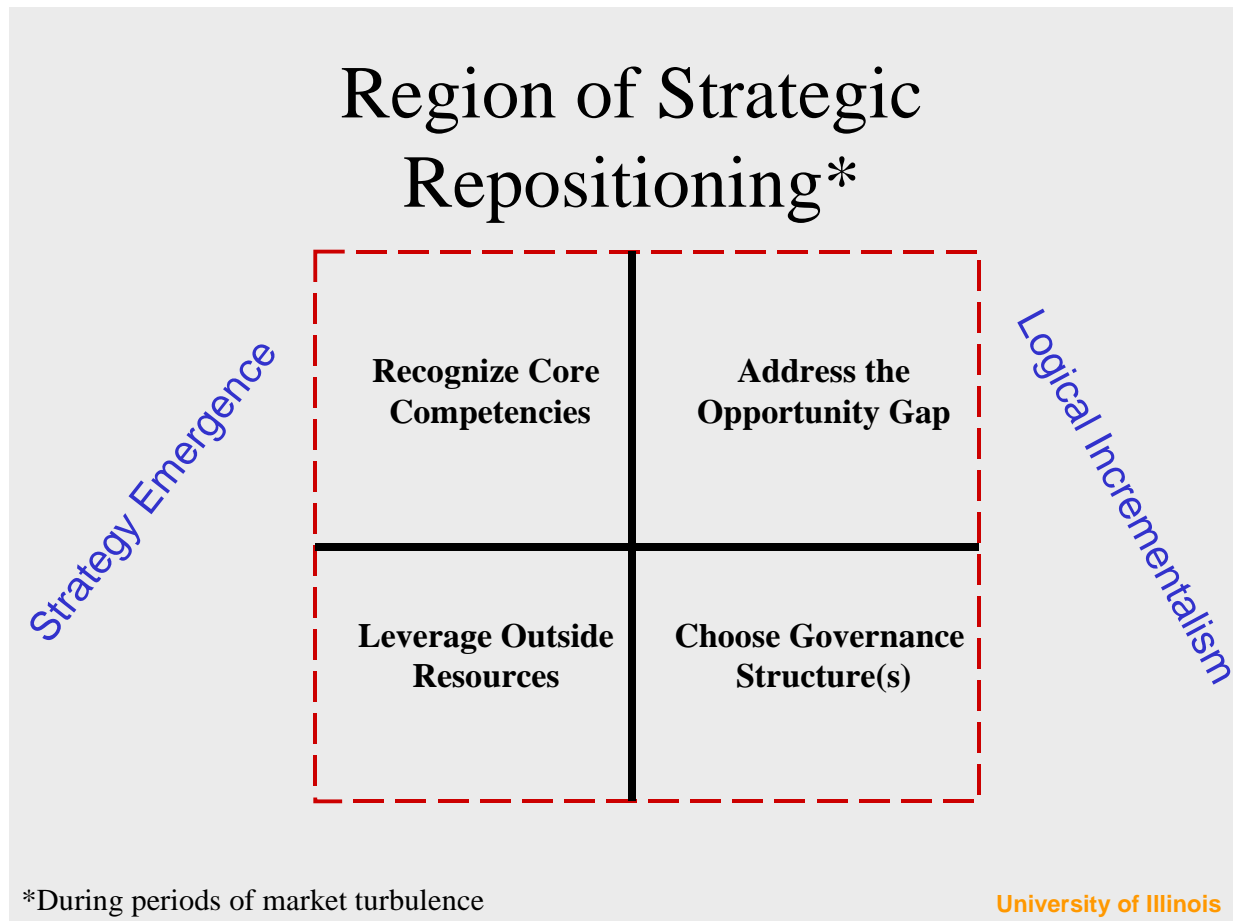 Region of Strategic
Repositioning*
Strategy Emergence
Recognize Core
Competencies
Address the
Opportunity Gap
Logical Incrementalism
Leverage Outside
Resources
Choose Governance
Structure(s)
*During periods of market turbulence
University of Illinois